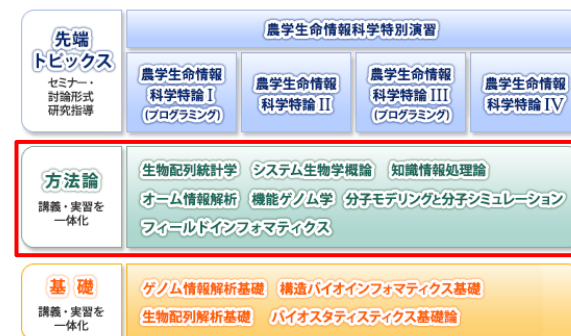 先端
トピックス
セミナー・
討論形式
研究指導
農学生命情報科学特別演習
農学生命情報
科学特論Ⅰ
(プログラミング)
農学生命情報
科学特論Ⅱ
農学生命情報
科学特論Ⅲ
(プログラミング)
農学生命情報
科学特論Ⅳ
方法論
講義・実習を
一体化
生物配列統計学 システム生物学概論 知識情報処理論
オーム情報解析 機能ゲノム学 分子モデリングと分子シミュレーション
フィールドインフォマティクス
基礎
講義・実習を
一体化
ゲノム情報解析基礎 構造バイオインフォマティクス基礎
生物配列解析基礎 バイオスタティスティクス基礎論